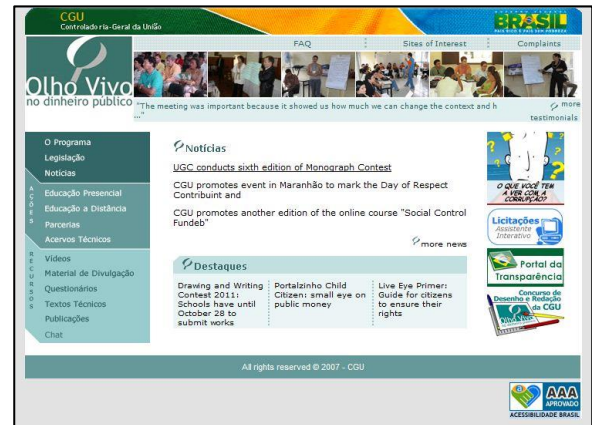 CGU
Controladoria-Geral da União
BRASIL
PAÍS RICO É PAÍS SEM POBREZA
FAQ
Sites of Interest
Complaints
Olho Vivo
no dinheiro público
"The meeting was important because it showed us how much we can change the context and h
..."
more
testimonials
O Programa
Legislação
Notícias
AÇÕES
Educação Presencial
Educação a Distância
Parcerias
Acervos Técnicos
RECURSOS
Vídeos
Material de Divulgação
Questionários
Textos Técnicos
Publicações
Chat
Notícias
UGC conducts sixth edition of Monograph Contest
CGU promotes event in Maranhão to mark the Day of Respect
Contribuint and
CGU promotes another edition of the online course "Social Control
Fundeb"
more news
Destaques
Drawing and Writing
Contest 2011:
Schools have until
October 28 to
submit works
Portalzinho Child
Citizen: small eye on
public money
Live Eye Primer:
Guide for citizens
to ensure their
rights
O QUE VOCÊ TEM
A VER COM A
CORRUPÇÃO?
Licitações
Assistente
Interativo
Portal da
Transparência
Concurso de
Desenho e Redação
da CGU
Olho Vivo
All rights reserved © 2007 - CGU
AAA
APROVADO
ACESSIBILIDADE BRASIL